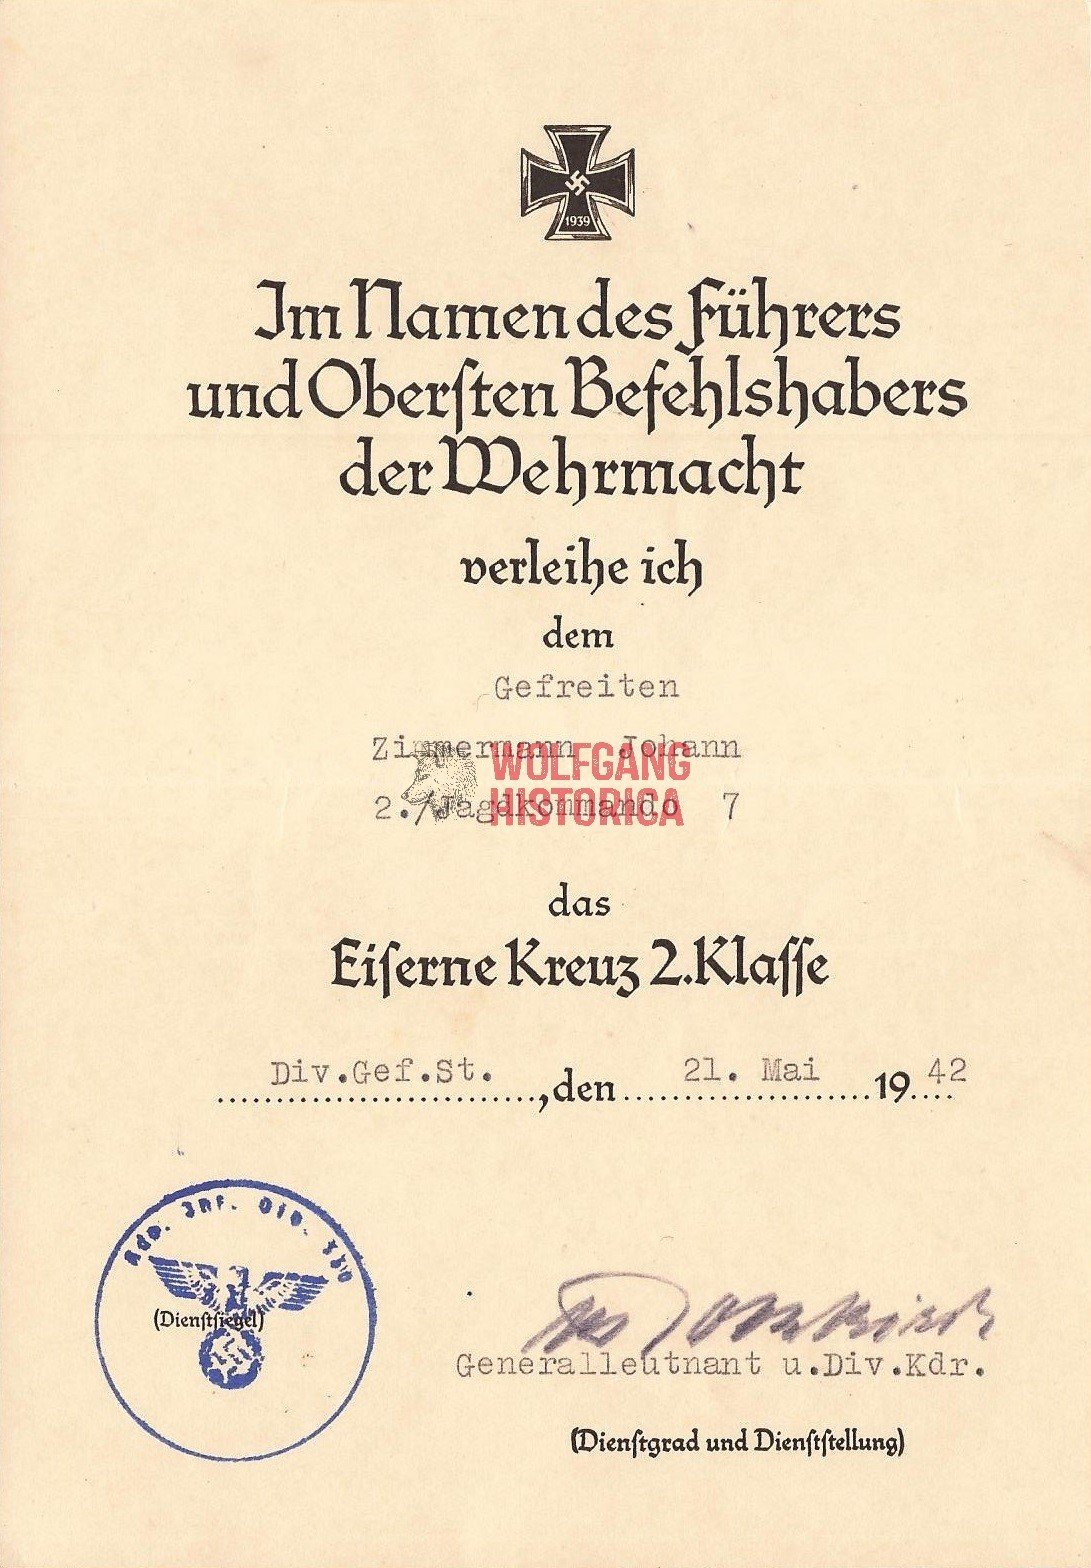 1939
Im Namen des Führers
und Obersten Befehlshabers
der Wehrmacht
verleihe ich
dem
Gefreiten
Zimmermann Johann
WOLFGANG
2./Jagdkommando 7
HISTORICA
das
Eiserne Kreuz 2. Klasse
Div.Gef.St. , den 21. Mai 1942
Inf. Div.
(Dienstsiegel)
Generalleutnant u.Div.Kdr.
(Dienstgrad und Dienststellung)